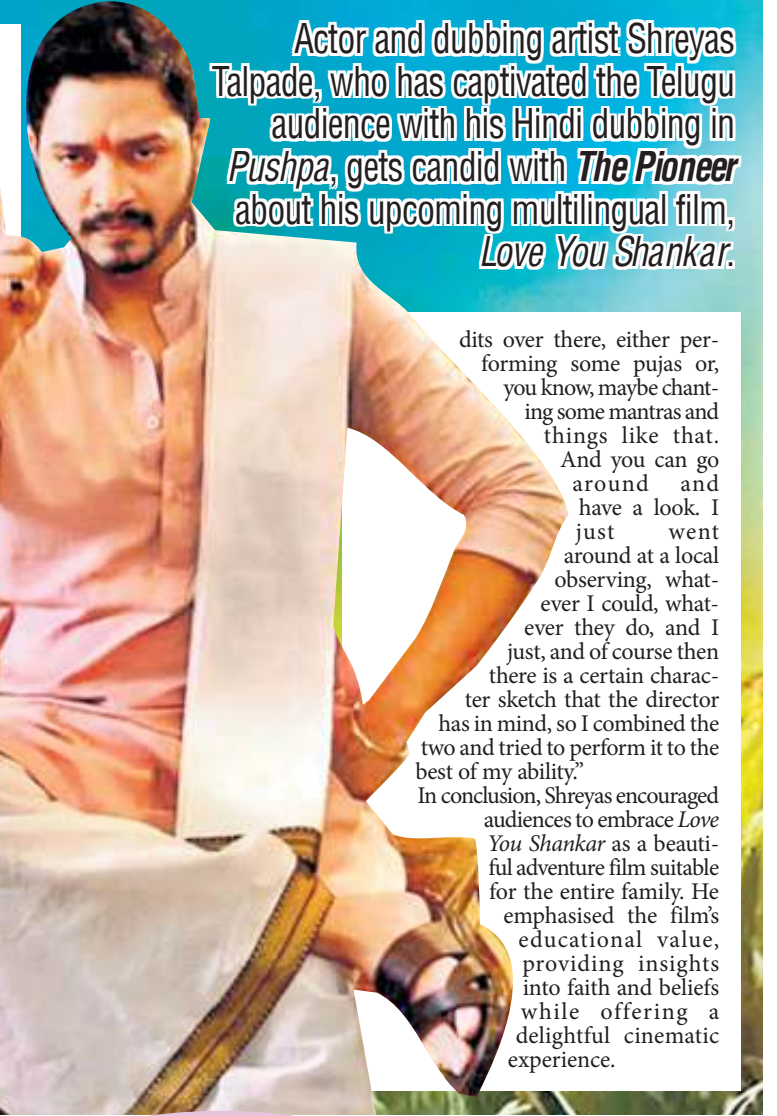 Actor and dubbing artist Shreyas
Talpade, who has captivated the Telugu
audience with his Hindi dubbing in
Pushpa, gets candid with The Pioneer
about his upcoming multilingual film,
Love You Shankar.
dits over there, either per-
forming some pujas or,
you know, maybe chant-
ing some mantras and
things like that.
And you can go
around and
have a look. I
just went
around at a local
observing, what-
ever I could, what-
ever they do, and I
just, and of course then
there is a certain charac-
ter sketch that the director
has in mind, so I combined the
two and tried to perform it to the
best of my ability."
In conclusion, Shreyas encouraged
audiences to embrace Love
You Shankar as a beauti-
ful adventure film suitable
for the entire family. He
emphasised the film's
educational value,
providing insights
into faith and beliefs
while offering a
delightful cinematic
experience.